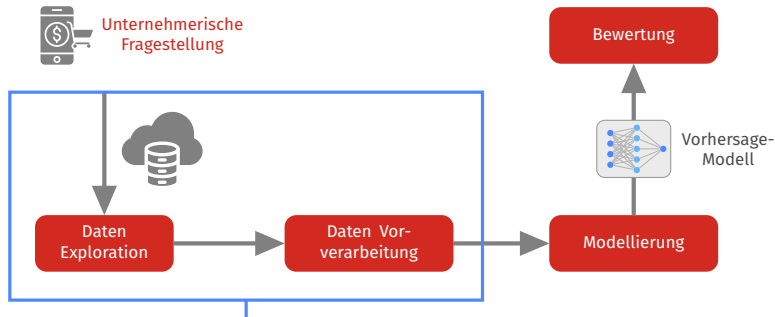 Unternehmerische
Fragestellung
Bewertung
Vorhersage-
Modell
Daten
Exploration
Daten Vor-
verarbeitung
Modellierung